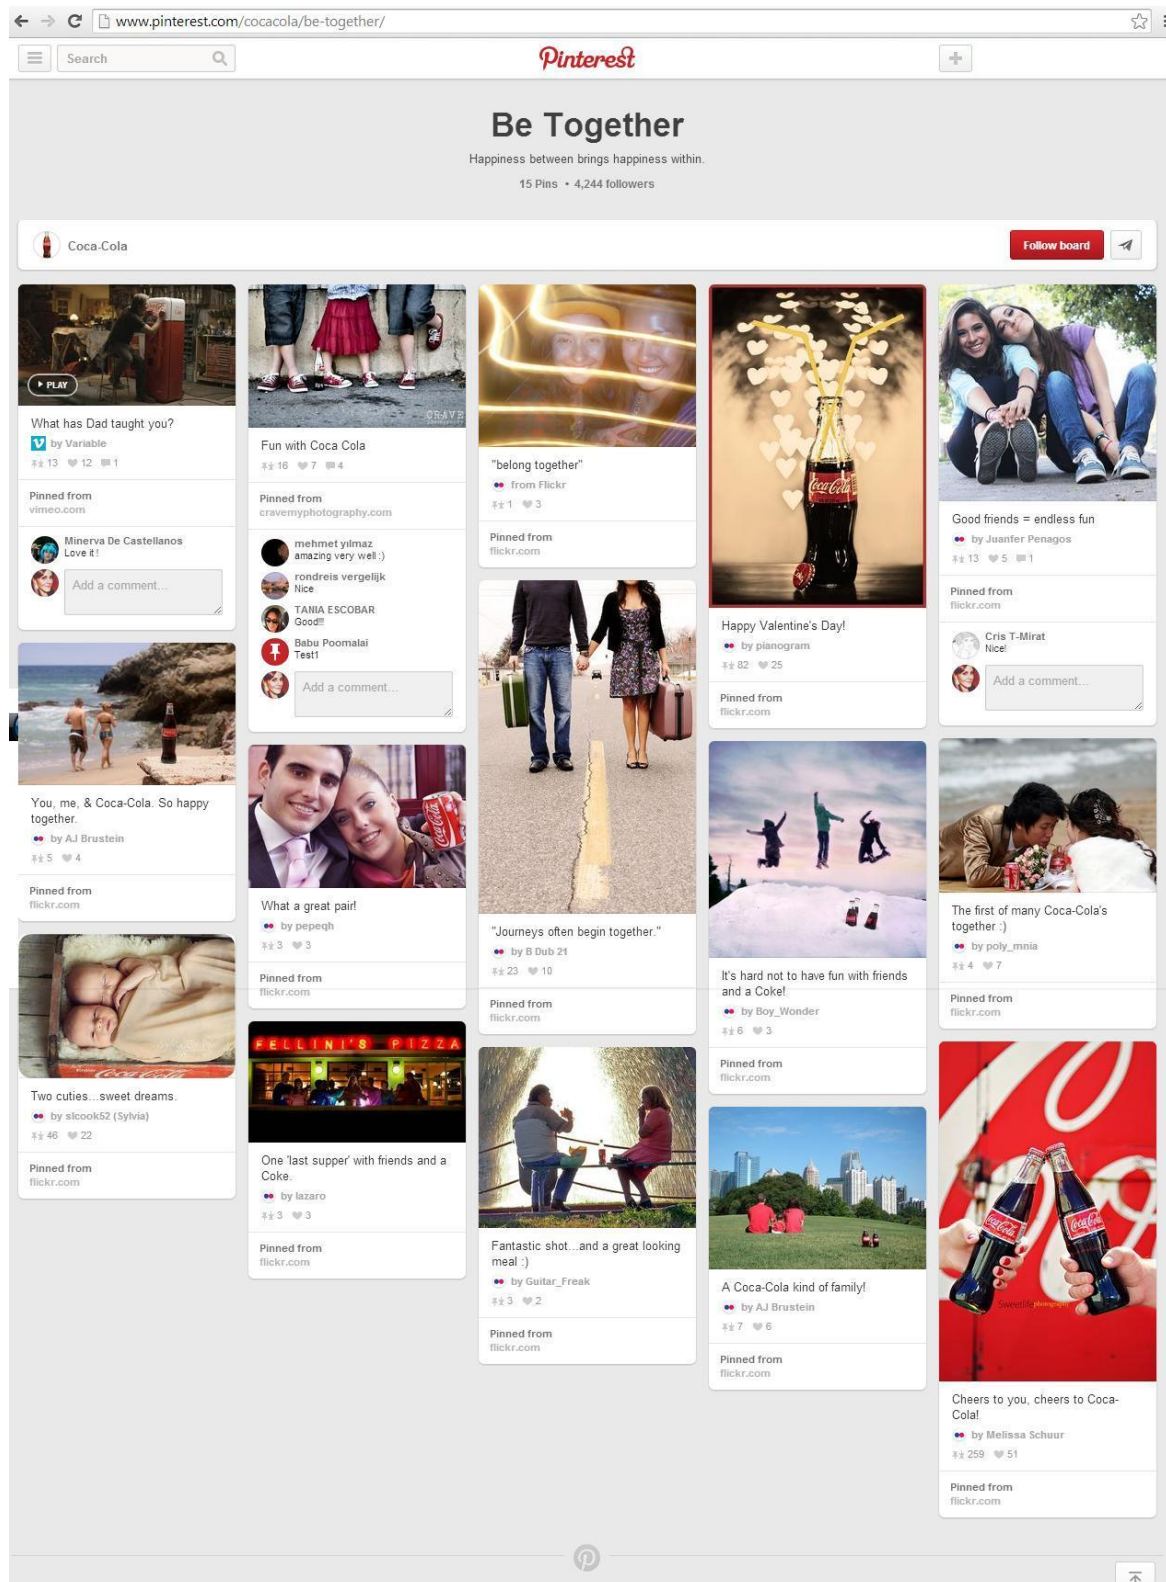 www.pinterest.com/cocacola/be-together/
Search
Pinterest
Be Together
Happiness between brings happiness within.
15 Pins • 4,244 followers
Coca-Cola
Follow board
PLAY
What has Dad taught you?
by Variable
13 12 1
Pinned from
vimeo.com
Minerva De Castellanos
Love it !
Add a comment...
You, me, & Coca-Cola. So happy
together.
by AJ Brustein
5 4
Pinned from
flickr.com
Coca-Cola
Two cuties...sweet dreams.
by slcook52 (Sylvia)
46 22
Pinned from
flickr.com
CRAVE
Fun with Coca Cola
16 7 4
Pinned from
cravemyphotography.com
mehmet yılmaz
amazing very well :)
rondreis vergelijk
Nice
TANIA ESCOBAR
Good!!!
Babu Poomalai
Test1
Add a comment...
Coca-Cola
What a great pair!
by pepeqh
3 3
Pinned from
flickr.com
FELLINI'S PIZZA
One 'last supper' with friends and a
Coke.
by lazaro
3 3
Pinned from
flickr.com
"belong together"
from Flickr
1 3
Pinned from
flickr.com
"Journeys often begin together."
by B Dub 21
23 10
Pinned from
flickr.com
Fantastic shot...and a great looking
meal :)
by Guitar_Freak
3 2
Pinned from
flickr.com
Coca-Cola
Happy Valentine's Day!
by pianogram
82 25
Pinned from
flickr.com
It's hard not to have fun with friends
and a Coke!
by Boy_Wonder
6 3
Pinned from
flickr.com
A Coca-Cola kind of family!
by AJ Brustein
7 6
Pinned from
flickr.com
Good friends = endless fun
by Juanfer Penagos
13 5 1
Pinned from
flickr.com
Cris T-Mirat
Nice!
Add a comment...
The first of many Coca-Cola's
together :)
by poly_mnia
4 7
Pinned from
flickr.com
Coca-Cola
Coca-Cola
Sweetlife photography
Cheers to you, cheers to Coca-
Cola!
by Melissa Schuur
259 51
Pinned from
flickr.com